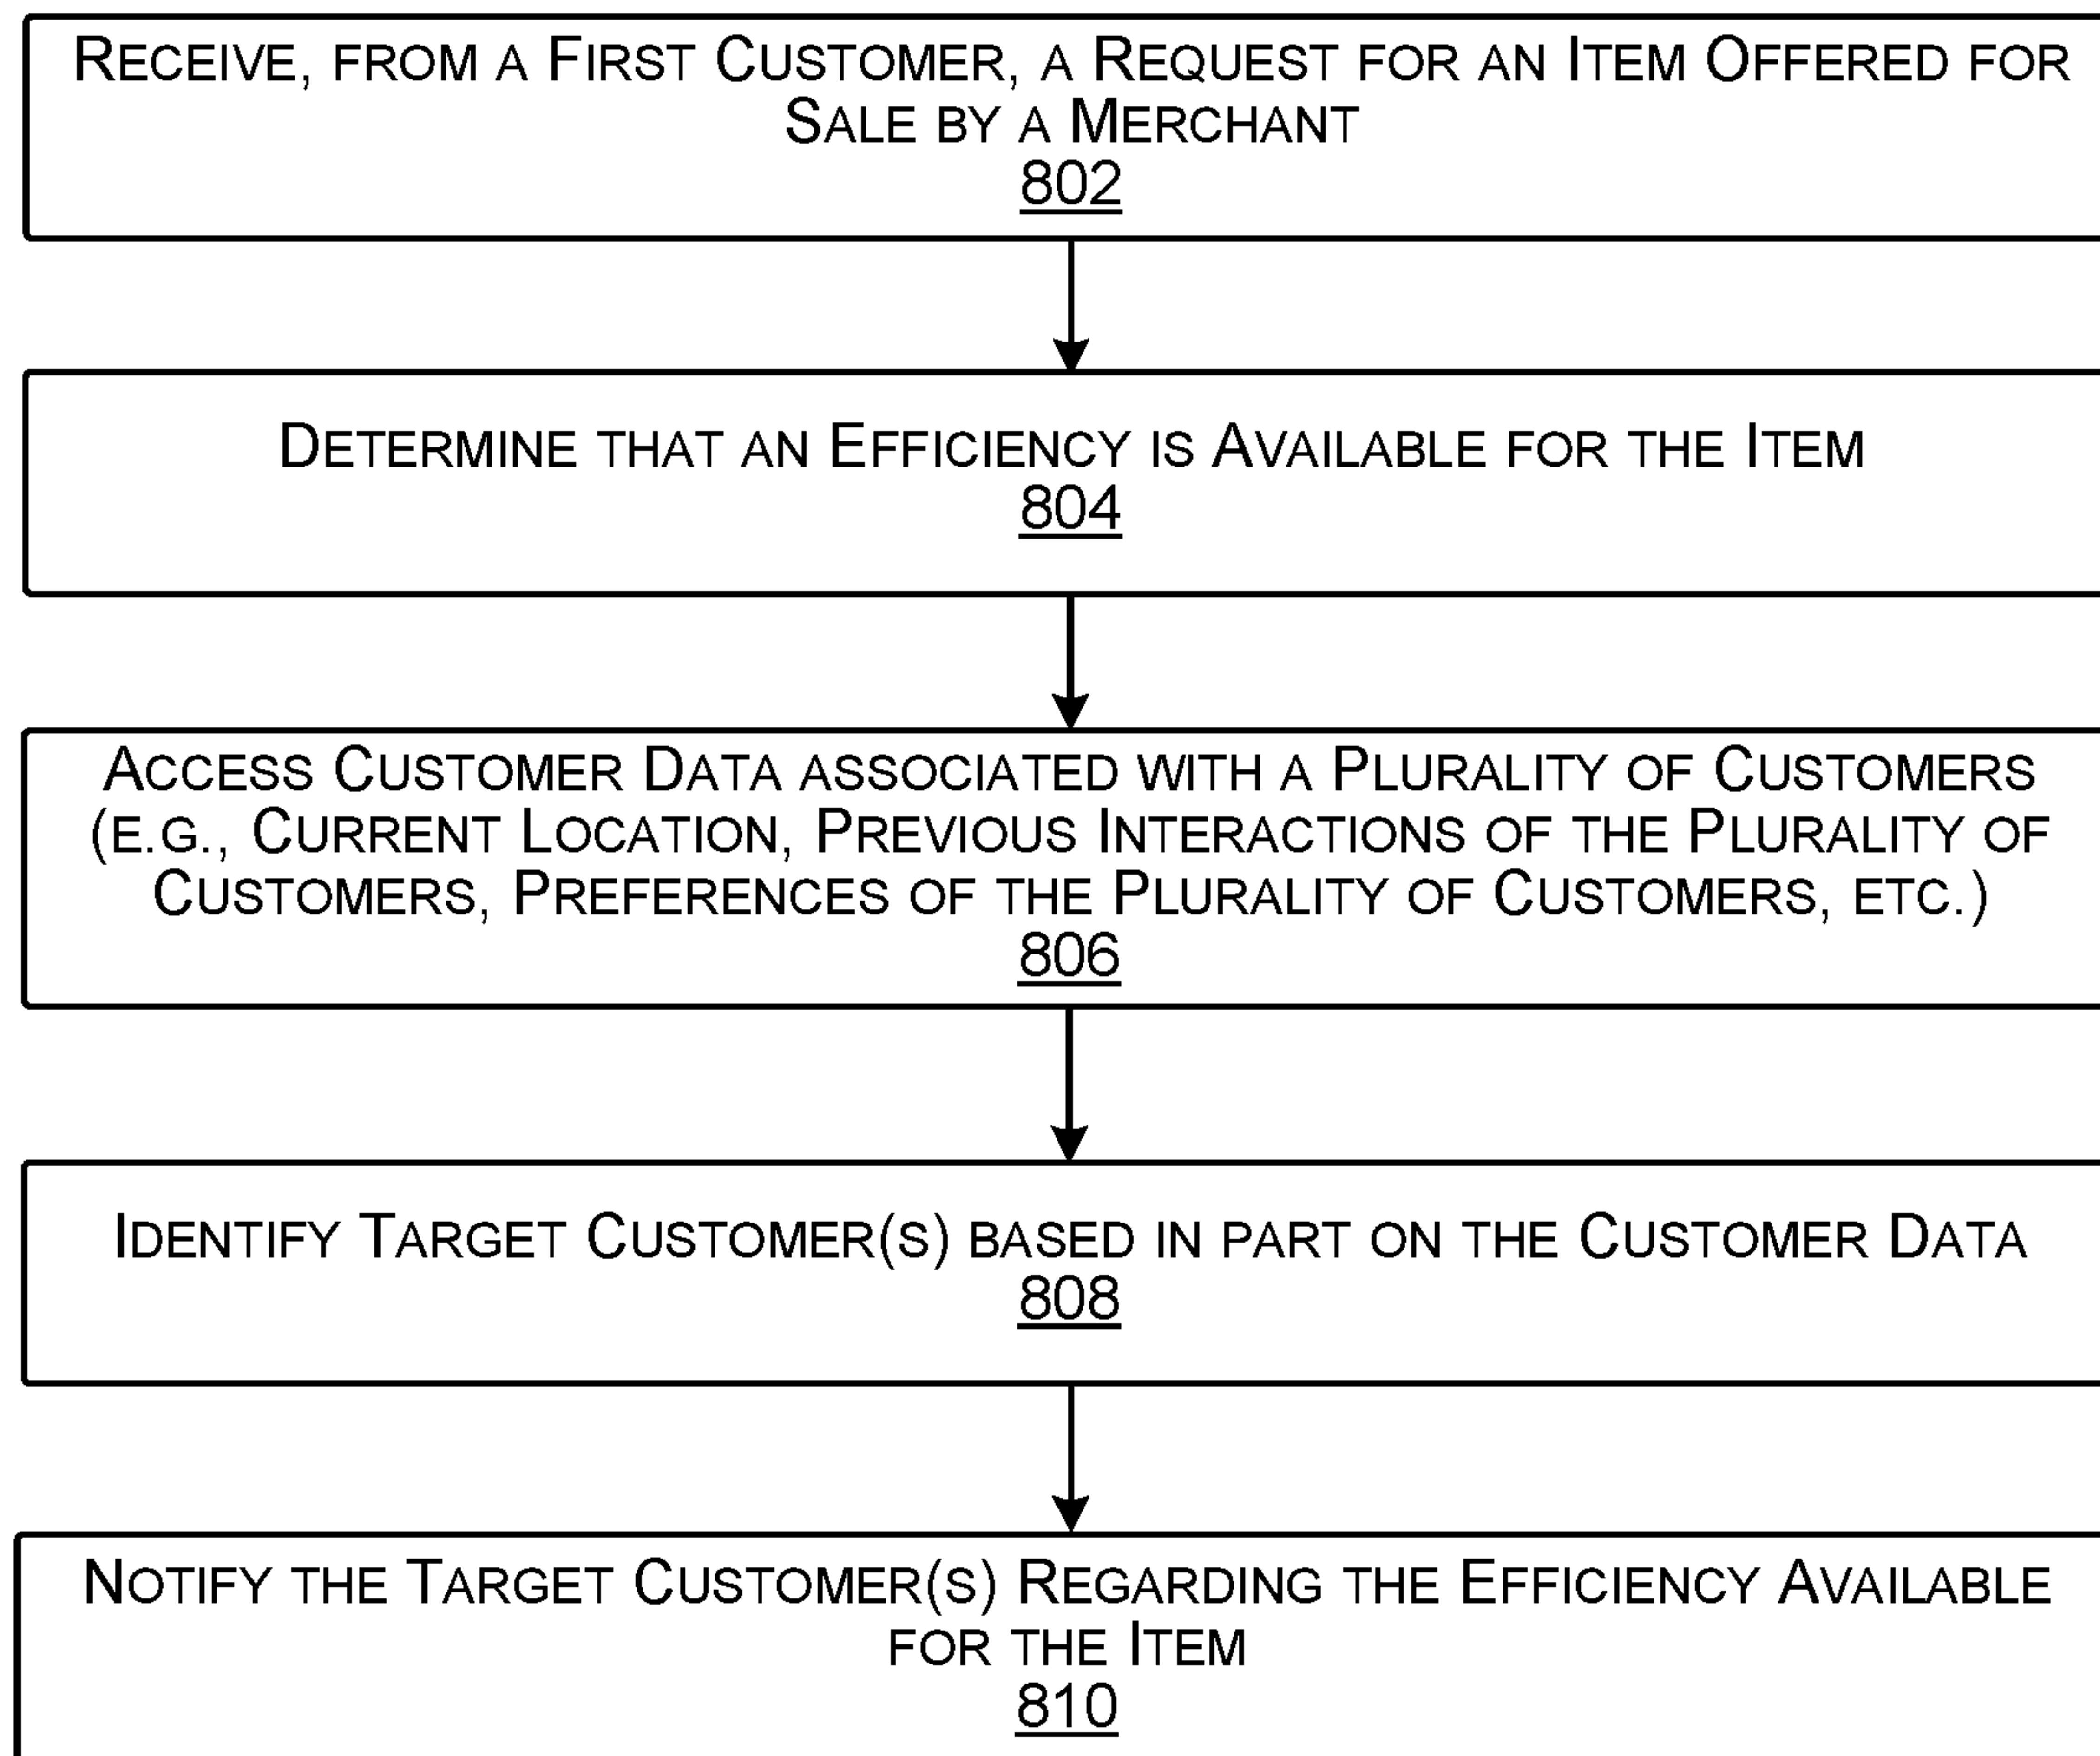 RECEIVE, FROM A FIRST CUSTOMER, A REQUEST FOR AN ITEM OFFERED FOR
SALE BY A MERCHANT
802
DETERMINE THAT AN EFFICIENCY IS AVAILABLE FOR THE ITEM
804
ACCESS CUSTOMER DATA ASSOCIATED WITH A PLURALITY OF CUSTOMERS
(E.G., CURRENT LOCATION, PREVIOUS INTERACTIONS OF THE PLURALITY OF
CUSTOMERS, PREFERENCES OF THE PLURALITY OF CUSTOMERS, ETC.)
806
IDENTIFY TARGET CUSTOMER(S) BASED IN PART ON THE CUSTOMER DATA
808
NOTIFY THE TARGET CUSTOMER(S) REGARDING THE EFFICIENCY AVAILABLE
FOR THE ITEM
810